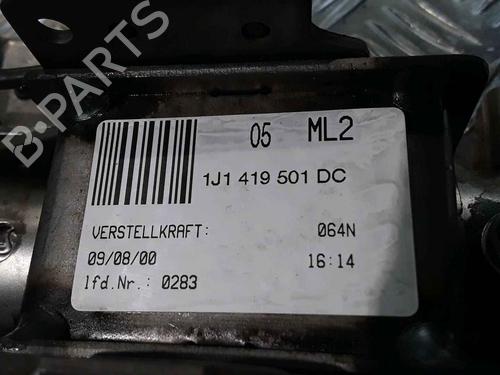 B-PARTS
05 ML2
1J1 419 501 DC
VERSTELLKRAFT: 064N
09/08/00 16:14
lfd.Nr.: 0283